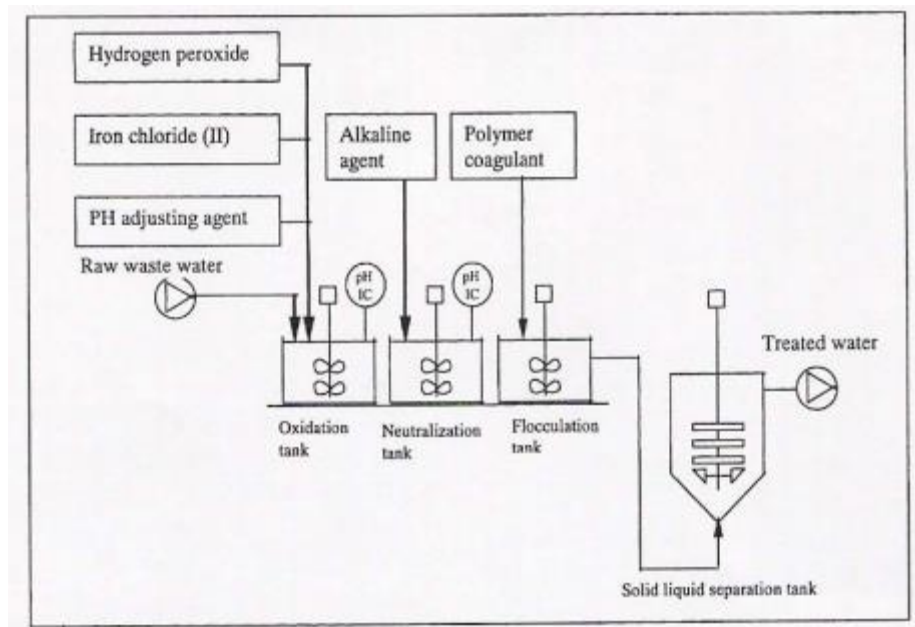 Hydrogen peroxide
Iron chloride (II)
PH adjusting agent
Raw waste water
Alkaline
agent
Polymer
coagulant
pH
IC
pH
IC
Treated water
Oxidation
tank
Neutralization
tank
Flocculation
tank
Solid liquid separation tank